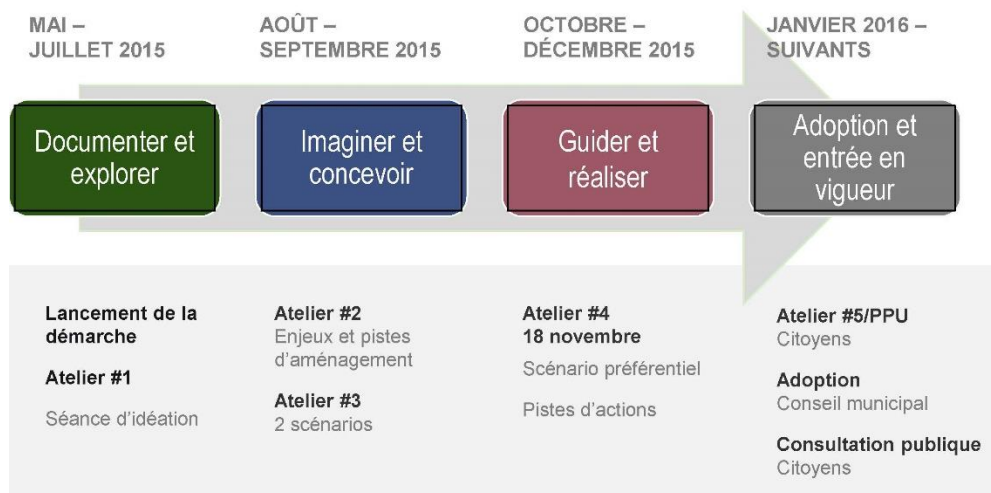 MAI –
JUILLET 2015
AOÛT –
SEPTEMBRE 2015
OCTOBRE –
DÉCEMBRE 2015
JANVIER 2016 –
SUIVANTS
Documenter et
explorer
Imaginer et
concevoir
Guider et
réaliser
Adoption et
entrée en
vigueur
Lancement de la
démarche
Atelier #1
Séance d'idéation
Atelier #2
Enjeux et pistes
d'aménagement
Atelier #3
2 scénarios
Atelier #4
18 novembre
Scénario préférentiel
Pistes d'actions
Atelier #5/PPU
Citoyens
Adoption
Conseil municipal
Consultation publique
Citoyens